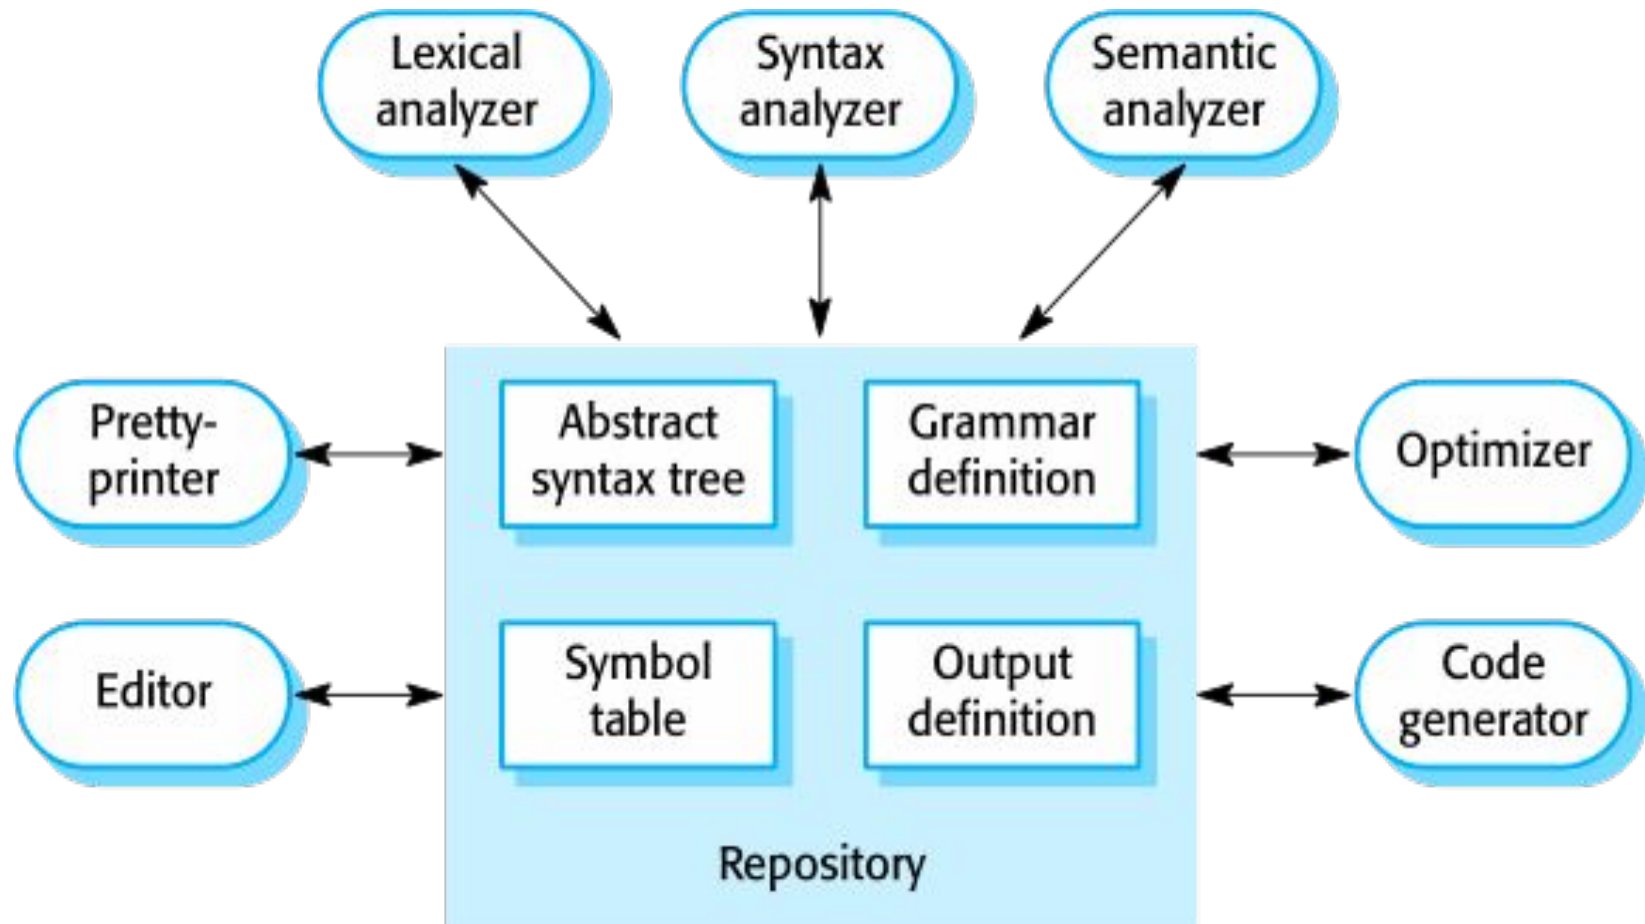 Lexical
analyzer
Syntax
analyzer
Semantic
analyzer
Pretty-
printer
Abstract
syntax tree
Grammar
definition
Optimizer
Editor
Symbol
table
Output
definition
Code
generator
Repository